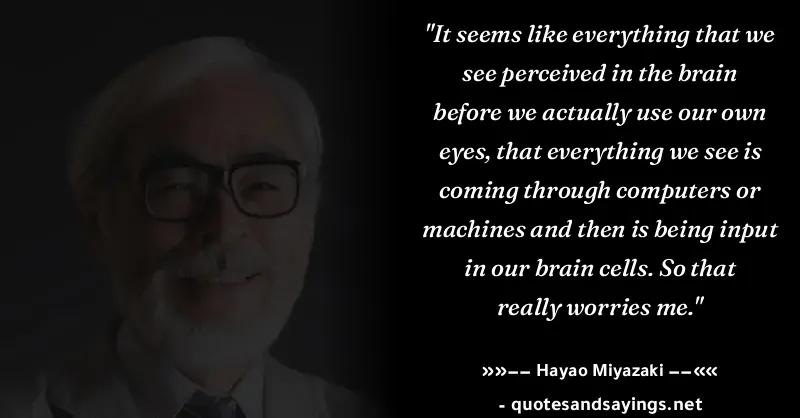 "It seems like everything that we
see perceived in the brain
before we actually use our own
eyes, that everything we see is
coming through computers or
machines and then is being input
in our brain cells. So that
really worries me."
»»−− Hayao Miyazaki −−««
- quotesandsayings.net